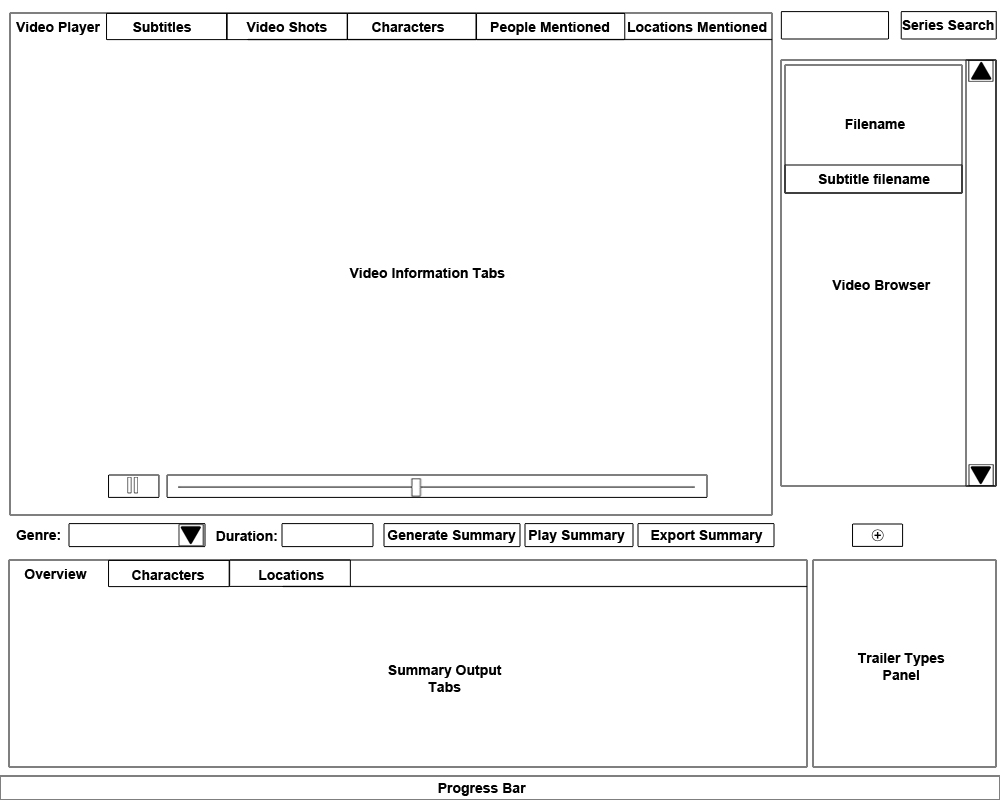 Video Player Subtitles Video Shots Characters People Mentioned Locations Mentioned Series Search
Filename
Subtitle filename
Video Information Tabs
Video Browser
Genre: Duration: Generate Summary Play Summary Export Summary
Overview Characters Locations
Summary Output
Tabs
Trailer Types
Panel
Progress Bar